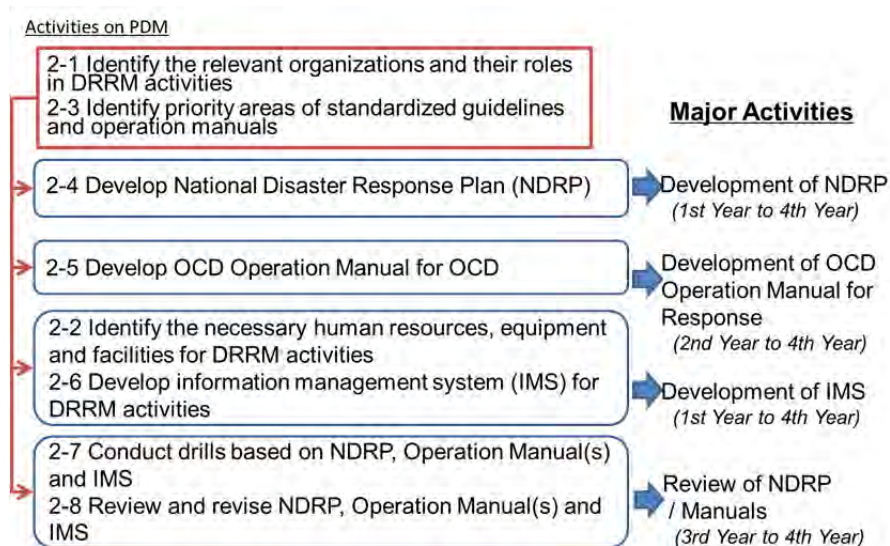 Activities on PDM
2-1 Identify the relevant organizations and their roles
in DRRM activities
2-3 Identify priority areas of standardized guidelines
and operation manuals
Major Activities
2-4 Develop National Disaster Response Plan (NDRP)
Development of NDRP
(1st Year to 4th Year)
2-5 Develop OCD Operation Manual for OCD
Development of OCD
Operation Manual for
Response
(2nd Year to 4th Year)
2-2 Identify the necessary human resources, equipment
and facilities for DRRM activities
2-6 Develop information management system (IMS) for
DRRM activities
Development of IMS
(1st Year to 4th Year)
2-7 Conduct drills based on NDRP, Operation Manual(s)
and IMS
2-8 Review and revise NDRP, Operation Manual(s) and
IMS
Review of NDRP
/ Manuals
(3rd Year to 4th Year)